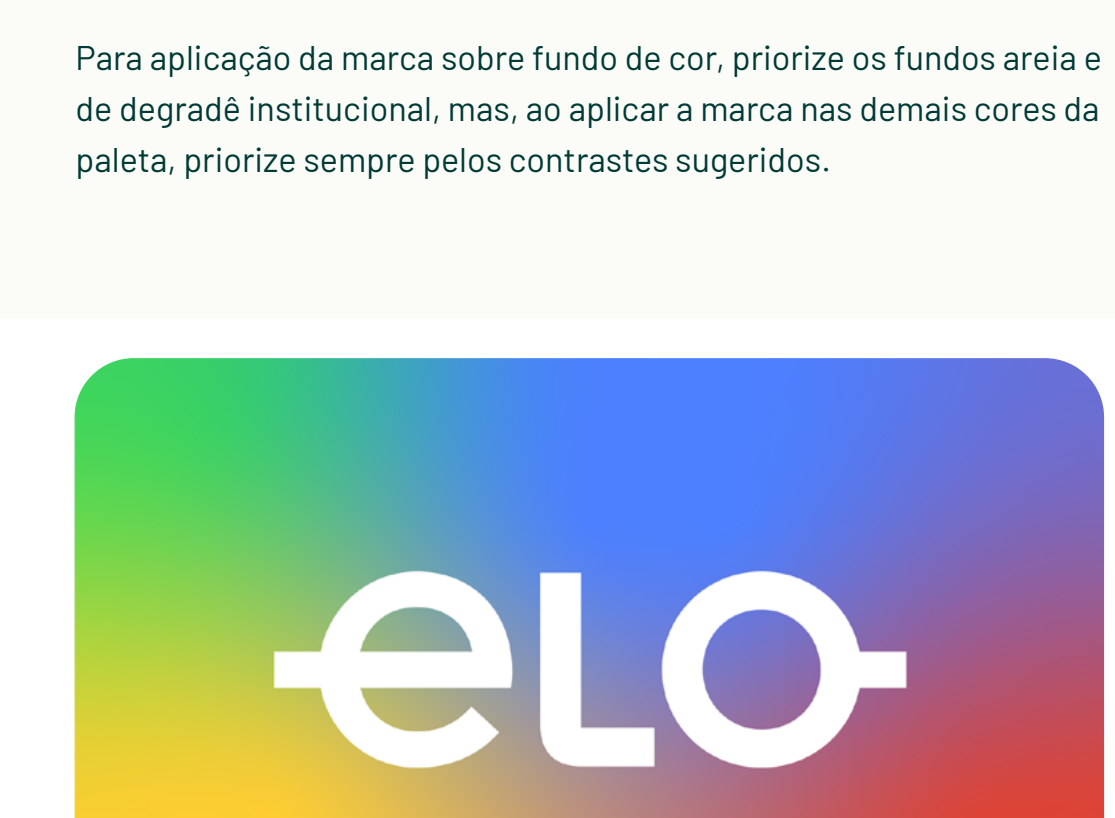 Para aplicação da marca sobre fundo de cor, priorize os fundos areia e
de degradê institucional, mas, ao aplicar a marca nas demais cores da
paleta, priorize sempre pelos contrastes sugeridos.
elo